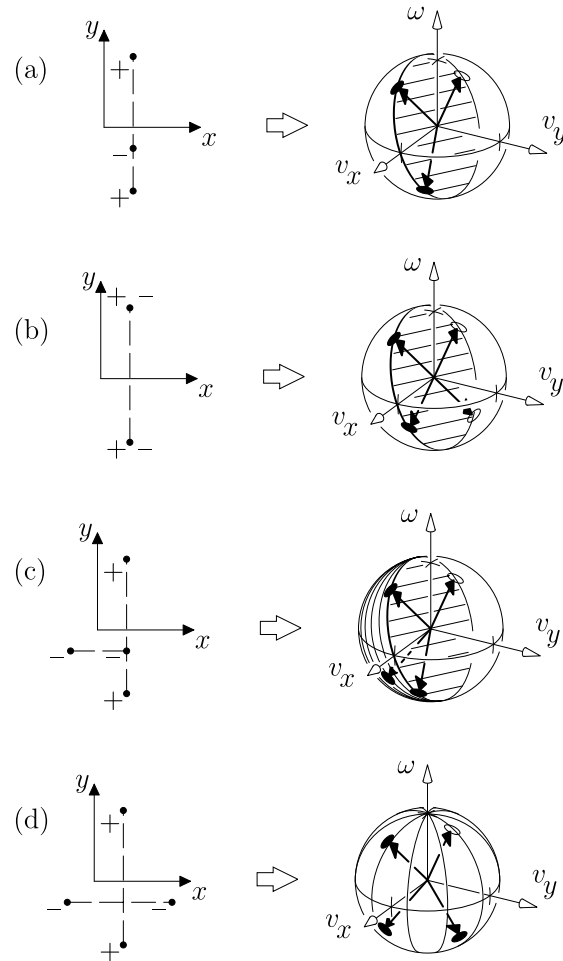 (a) y x + − + ω v_x v_y
(b) y x + − + − ω v_x v_y
(c) y x + − − + ω v_x v_y
(d) y x + − − + ω v_x v_y